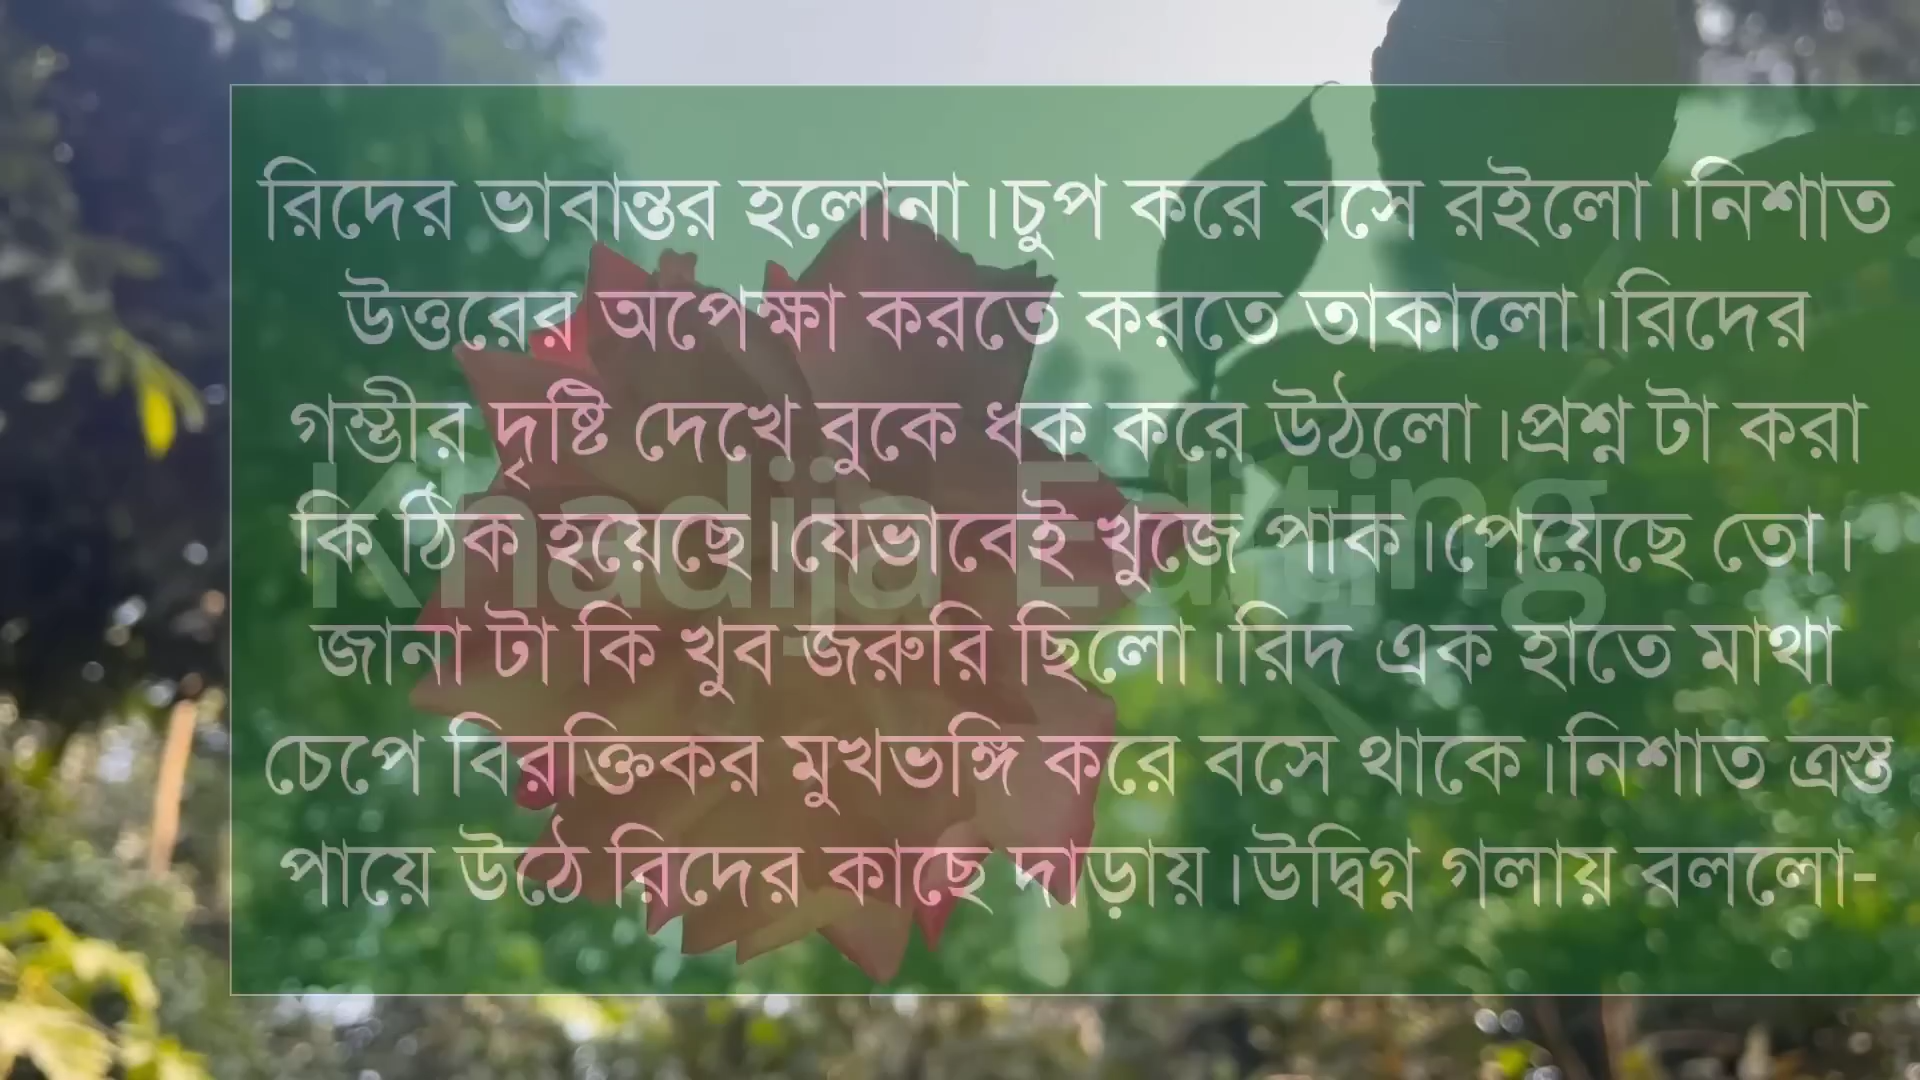 রিদের ভাবান্তর হলোনা।চুপ করে বসে রইলো।নিশাত
উত্তরের অপেক্ষা করতে করতে তাকালো।রিদের
গম্ভীর দৃষ্টি দেখে বুকে ধক করে উঠলো।প্রশ্ন টা করা
কি ঠিক হয়েছে।যেভাবেই খুজে পাক।পেয়েছে তো।
জানা টা কি খুব জরুরি ছিলো।রিদ এক হাতে মাথা
চেপে বিরক্তিকর মুখভঙ্গি করে বসে থাকে।নিশাত ত্রস্ত
পায়ে উঠে রিদের কাছে দাড়ায়।উদ্বিগ্ন গলায় বললো-
Khadija Editing